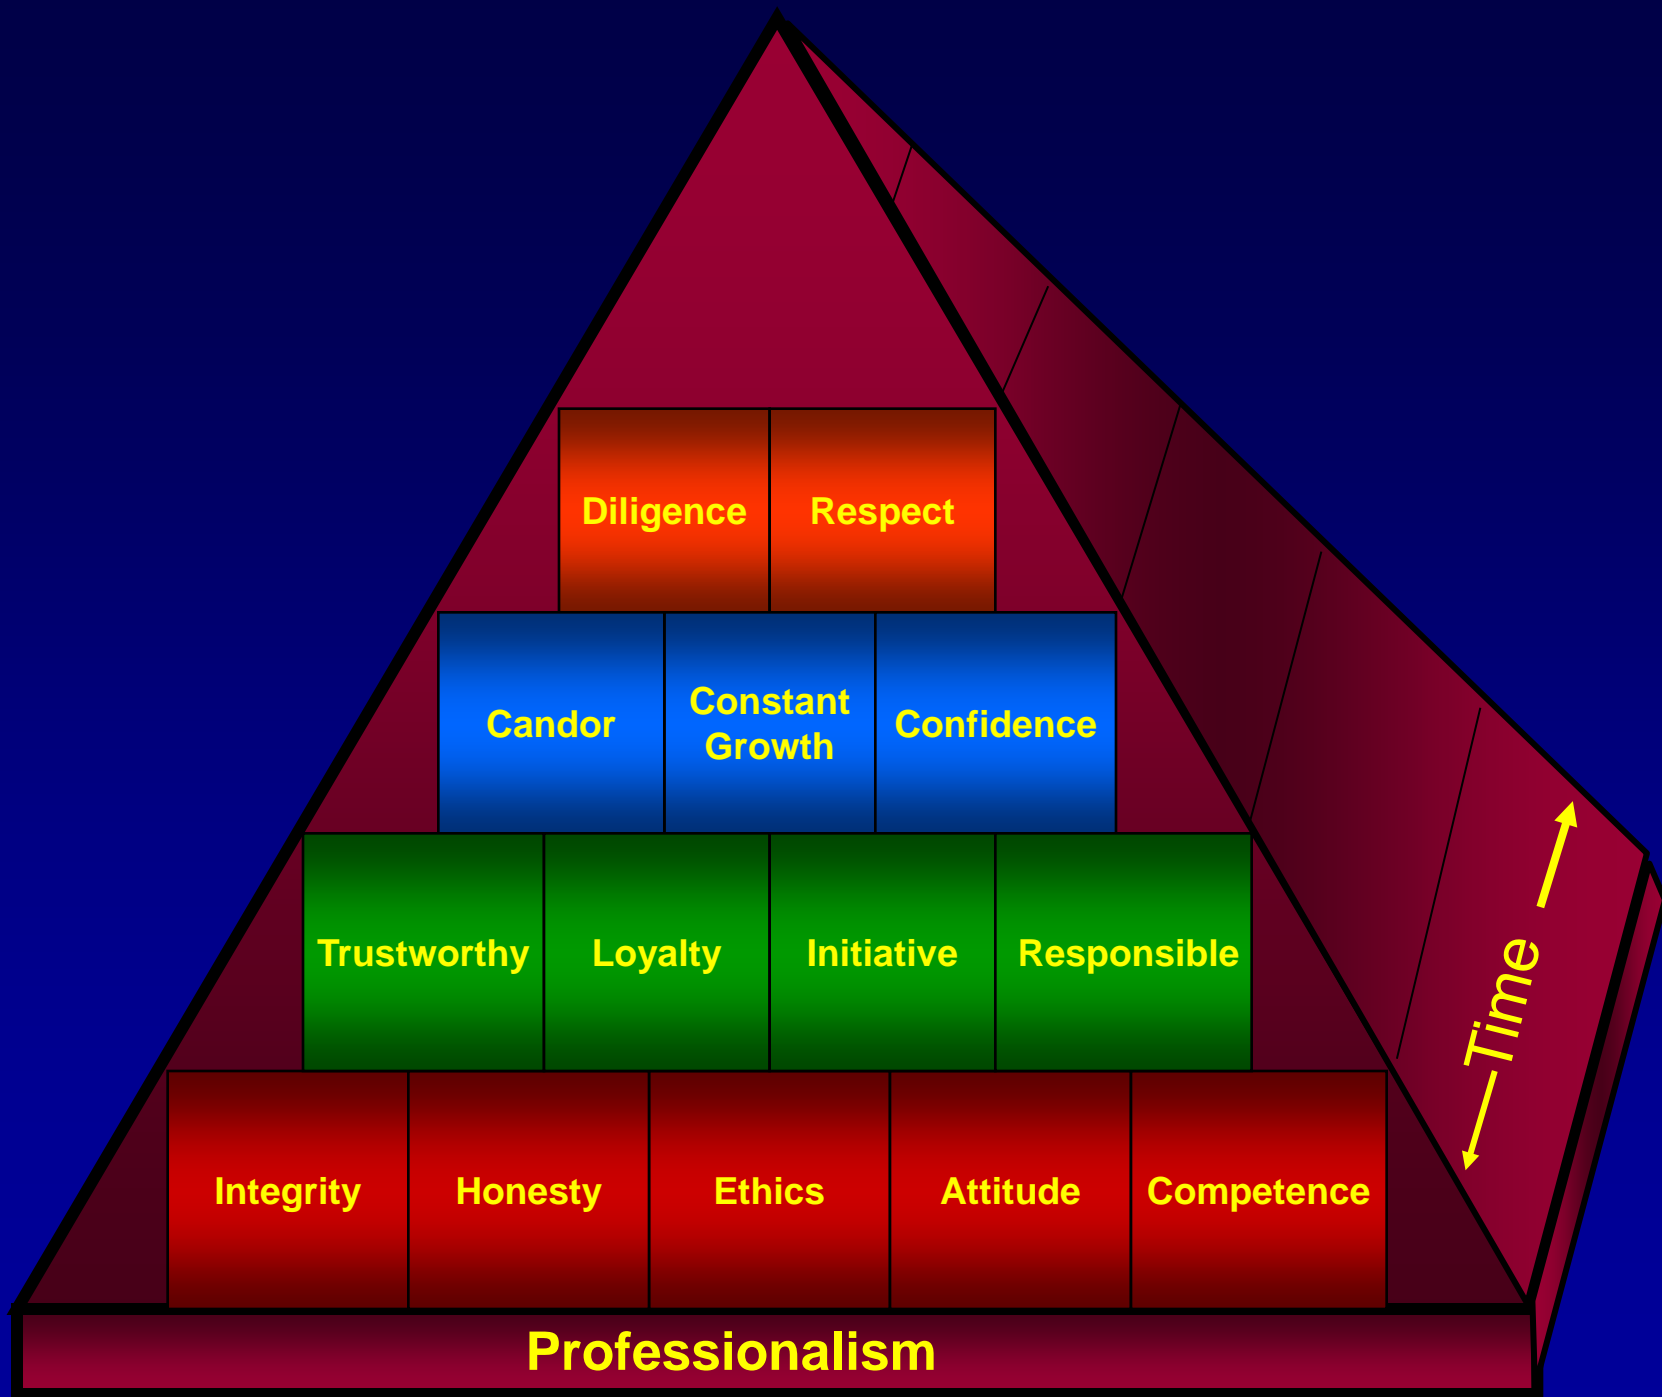 Diligence Respect
Candor Constant Growth Confidence
Trustworthy Loyalty Initiative Responsible
Integrity Honesty Ethics Attitude Competence
Time
Professionalism